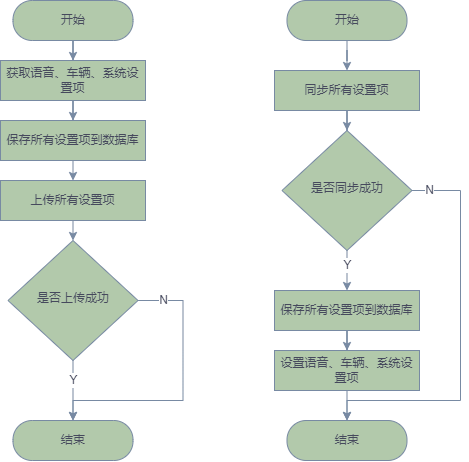 开始
获取语音、车辆、系统设
置项
保存所有设置项到数据库
上传所有设置项
是否上传成功
N
Y
结束
开始
同步所有设置项
是否同步成功
N
Y
保存所有设置项到数据库
设置语音、车辆、系统设
置项
结束